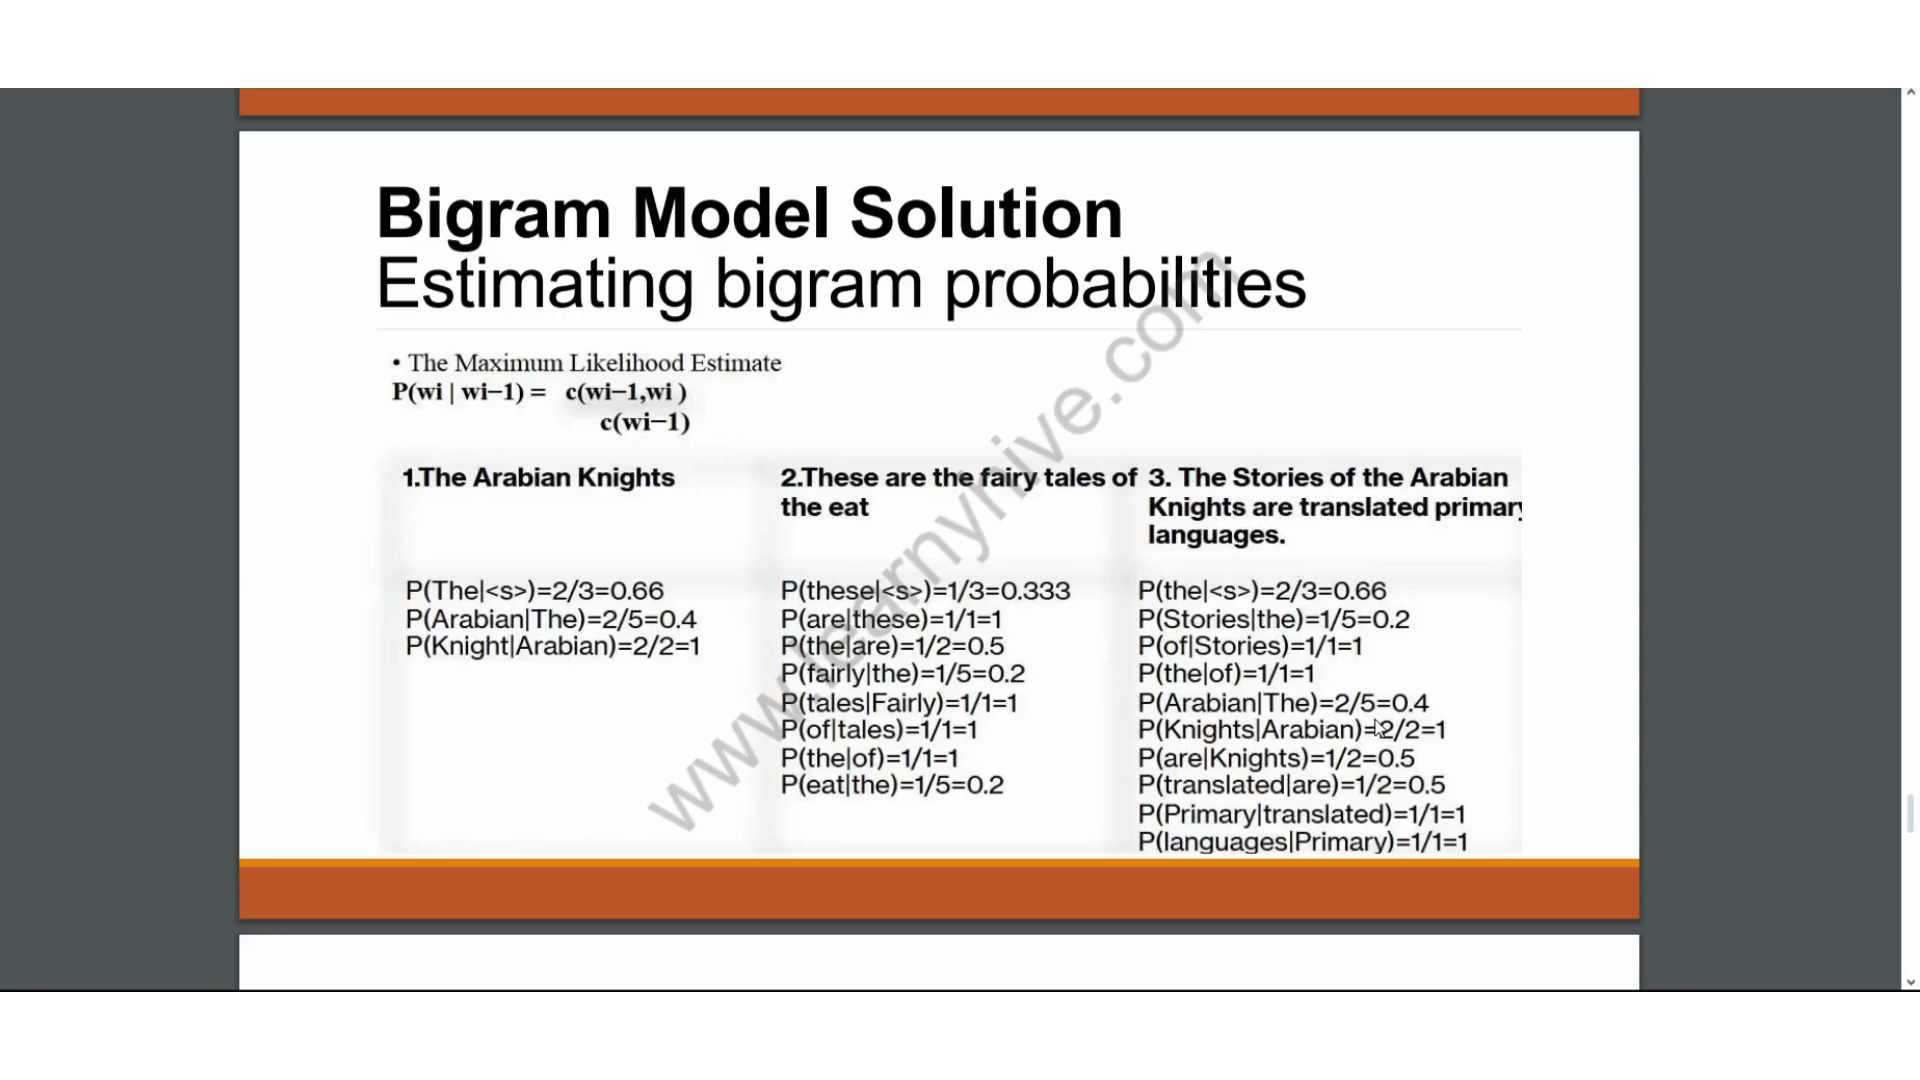 Bigram Model Solution
Estimating bigram probabilities
• The Maximum Likelihood Estimate
P(wi | wi−1) = c(wi−1,wi )
c(wi−1)
1.The Arabian Knights
P(The|<s>)=2/3=0.66
P(Arabian|The)=2/5=0.4
P(Knight|Arabian)=2/2=1
2.These are the fairy tales of
the eat
P(these|<s>)=1/3=0.333
P(are|these)=1/1=1
P(the|are)=1/2=0.5
P(fairly|the)=1/5=0.2
P(tales|Fairly)=1/1=1
P(of|tales)=1/1=1
P(the|of)=1/1=1
P(eat|the)=1/5=0.2
3. The Stories of the Arabian
Knights are translated primary
languages.
P(the|<s>)=2/3=0.66
P(Stories|the)=1/5=0.2
P(of|Stories)=1/1=1
P(the|of)=1/1=1
P(Arabian|The)=2/5=0.4
P(Knights|Arabian)=2/2=1
P(are|Knights)=1/2=0.5
P(translated|are)=1/2=0.5
P(Primary|translated)=1/1=1
P(languages|Primary)=1/1=1
www.learnyhive.com